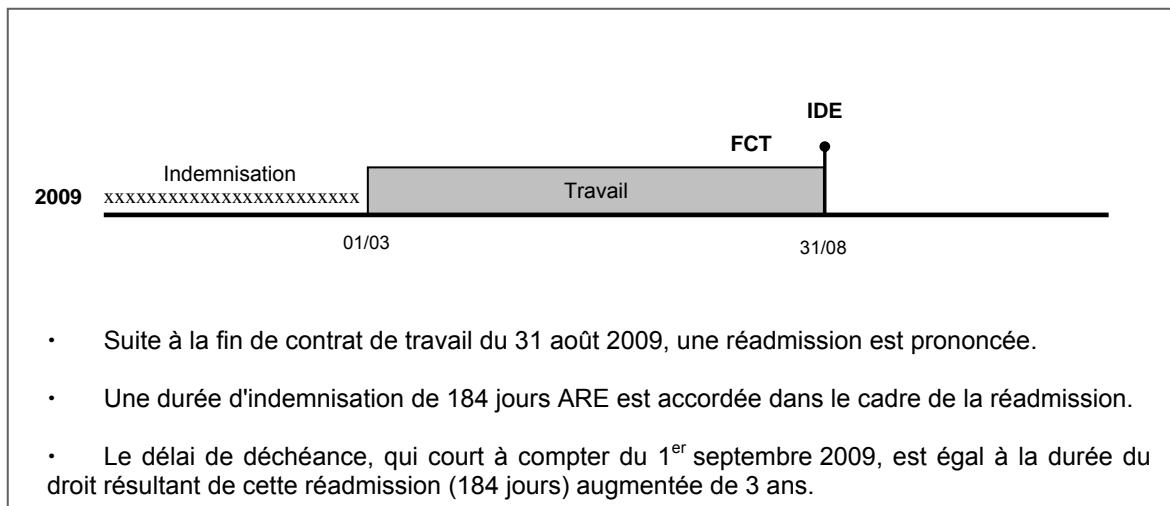 IDE
FCT
Indemnisation
Travail
2009 xxxxxxxxxxxxxxxxxxxxxxxx
01/03
31/08
· Suite à la fin de contrat de travail du 31 août 2009, une réadmission est prononcée.
· Une durée d'indemnisation de 184 jours ARE est accordée dans le cadre de la réadmission.
· Le délai de déchéance, qui court à compter du 1er septembre 2009, est égal à la durée du
droit résultant de cette réadmission (184 jours) augmentée de 3 ans.